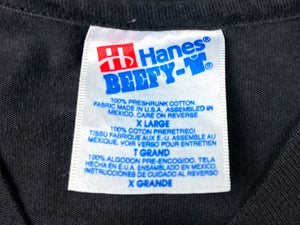 Hanes®
BEEFY-T®
100% PRESHRUNK COTTON.
FABRIC MADE IN U.S.A. ASSEMBLED IN
MEXICO. CARE ON REVERSE
X LARGE
100% COTON PRERETRECI
TISSU FABRIQUE AUX E.-U. ASSEMBLE AU
MEXIQUE. VOIR VERSO POUR ENTRETIEN
T GRAND
100% ALGODON PRE-ENCOGIDO. TELA
HECHA EN E.U.A. ENSAMBLADO EN MEXICO.
INSTRUCCIONES DE CUIDADO AL REVERSO
X GRANDE